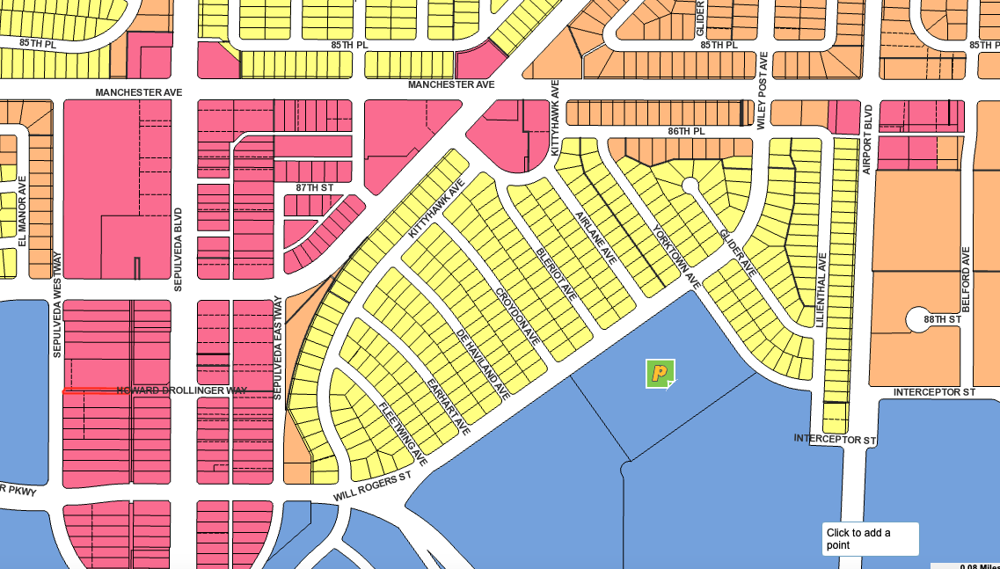 GLIDER
85TH PL
85TH PL
85TH PL
85TH P
MANCHESTER AVE
MANCHESTER AVE
KITTYHAWK AVE
WILEY POST AVE
86TH PL
AIRPORT BLVD
EL MANOR AVE
87TH ST
KITTYHAWK AVE
SEPULVEDA BLVD
AIRLANE AVE
YORKTOWN AVE
GLIDER AVE
BLERIOT AVE
LILIENTHAL AVE
BELFORD AVE
SEPULVEDA WESTWAY
SEPULVEDA EASTWAY
CROYDON AVE
88TH ST
DE HAVILAND AVE
P
HOWARD DROLLINGER WAY
EARHART AVE
FLEETWING AVE
INTERCEPTOR ST
INTERCEPTOR ST
R PKWY
WILL ROGERS ST
Click to add a
point
0.08 Miles